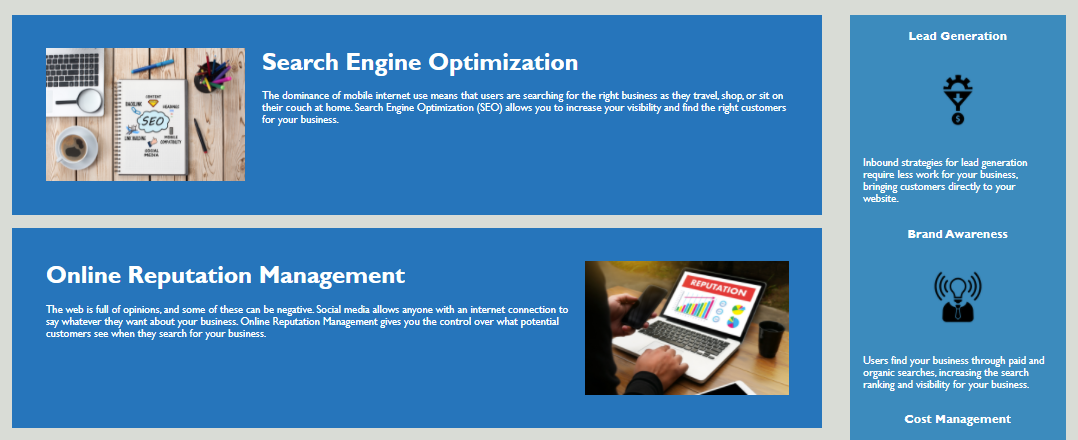 Search Engine Optimization
The dominance of mobile internet use means that users are searching for the right business as they travel, shop, or sit on
their couch at home. Search Engine Optimization (SEO) allows you to increase your visibility and find the right customers
for your business.
CONTENT
SEO
LINK BUILDING
SOCIAL
MEDIA
Online Reputation Management
The web is full of opinions, and some of these can be negative. Social media allows anyone with an internet connection to
say whatever they want about your business. Online Reputation Management gives you the control over what potential
customers see when they search for your business.
REPUTATION
Lead Generation
$
Inbound strategies for lead generation
require less work for your business,
bringing customers directly to your
website.
Brand Awareness
Users find your business through paid and
organic searches, increasing the search
ranking and visibility for your business.
Cost Management